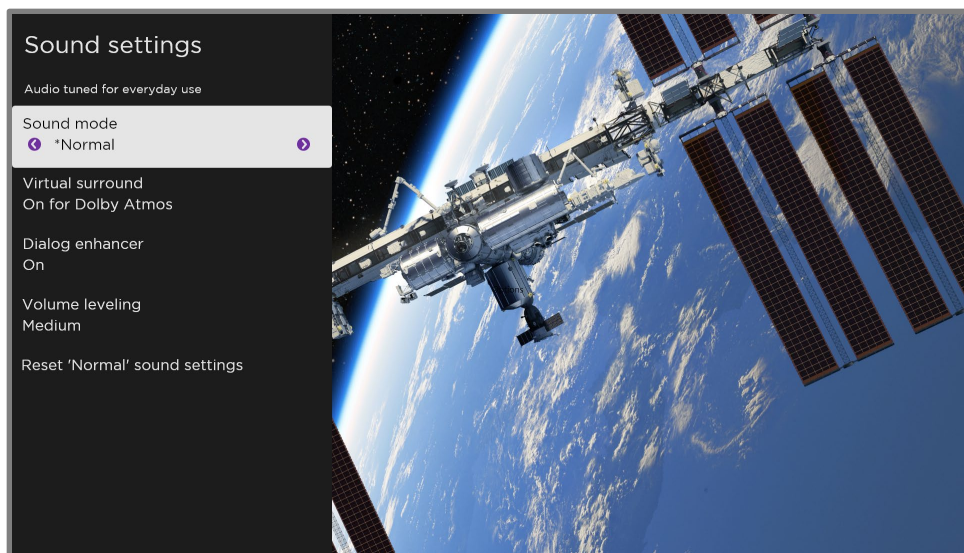 Sound settings
Audio tuned for everyday use
Sound mode
*Normal
Virtual surround
On for Dolby Atmos
Dialog enhancer
On
Volume leveling
Medium
Reset 'Normal' sound settings